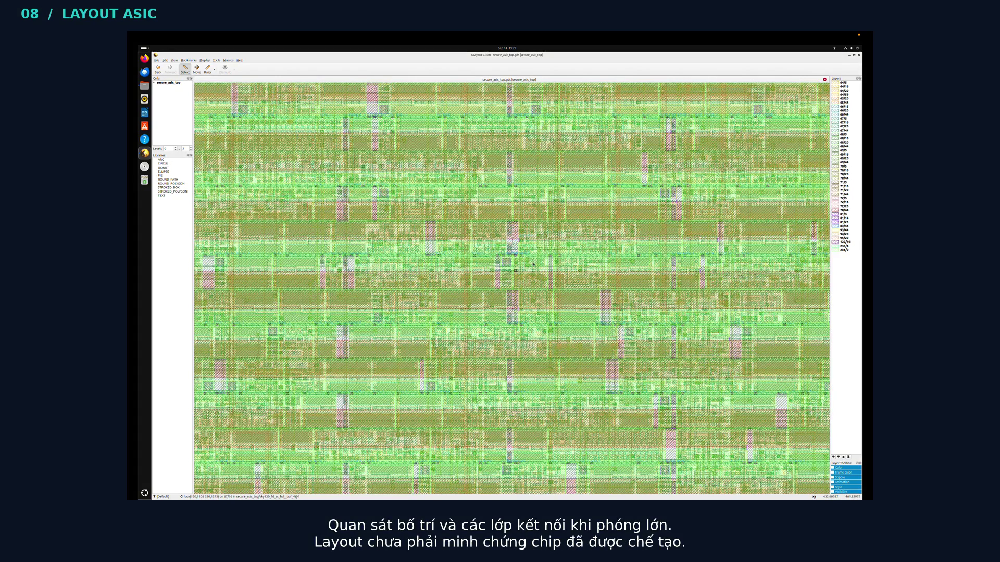 08 / LAYOUT ASIC
Sep 14 19:29
KLayout 0.30.0 - secure_asic_top.gds [secure_asic_top]
File Edit View Bookmarks Display Tools Macros Help
Back Forward Select Move Ruler (Default)
Cells
secure_asic_top.gds [secure_asic_top]
Layers
secure_asic_top
Levels 0 .. 2
Libraries
ARC
CIRCLE
DONUT
ELLIPSE
PIE
ROUND_PATH
ROUND_POLYGON
STROKED_BOX
STROKED_POLYGON
TEXT
64/5
64/16
64/20
64/59
65/20
65/44
66/15
66/20
66/44
67/5
67/16
67/20
67/44
68/5
68/16
68/20
68/44
69/5
69/16
69/20
69/44
70/5
70/16
70/20
70/44
71/5
71/16
71/20
71/44
72/5
72/16
72/20
78/44
81/4
81/14
81/23
83/44
93/44
94/20
95/20
122/16
235/4
236/0
Layer Toolbox
Color
Frame color
Stipple
Animation
Style
Visibility
T (Default) G box(150,1105 320,1275) on 67/16 in secure_asic_top/sky130_fd_sc_hd__buf_4@1
xy 432.60587 461.82975
Quan sát bố trí và các lớp kết nối khi phóng lớn.
Layout chưa phải minh chứng chip đã được chế tạo.